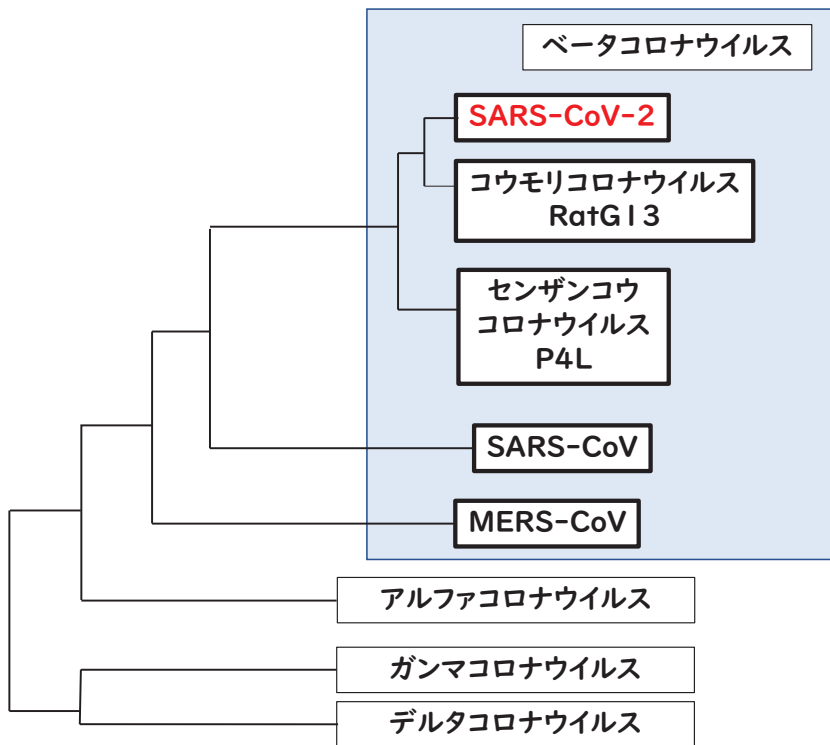 ベータコロナウイルス
SARS-CoV-2
コウモリコロナウイルス
RatG13
センザンコウ
コロナウイルス
P4L
SARS-CoV
MERS-CoV
アルファコロナウイルス
ガンマコロナウイルス
デルタコロナウイルス